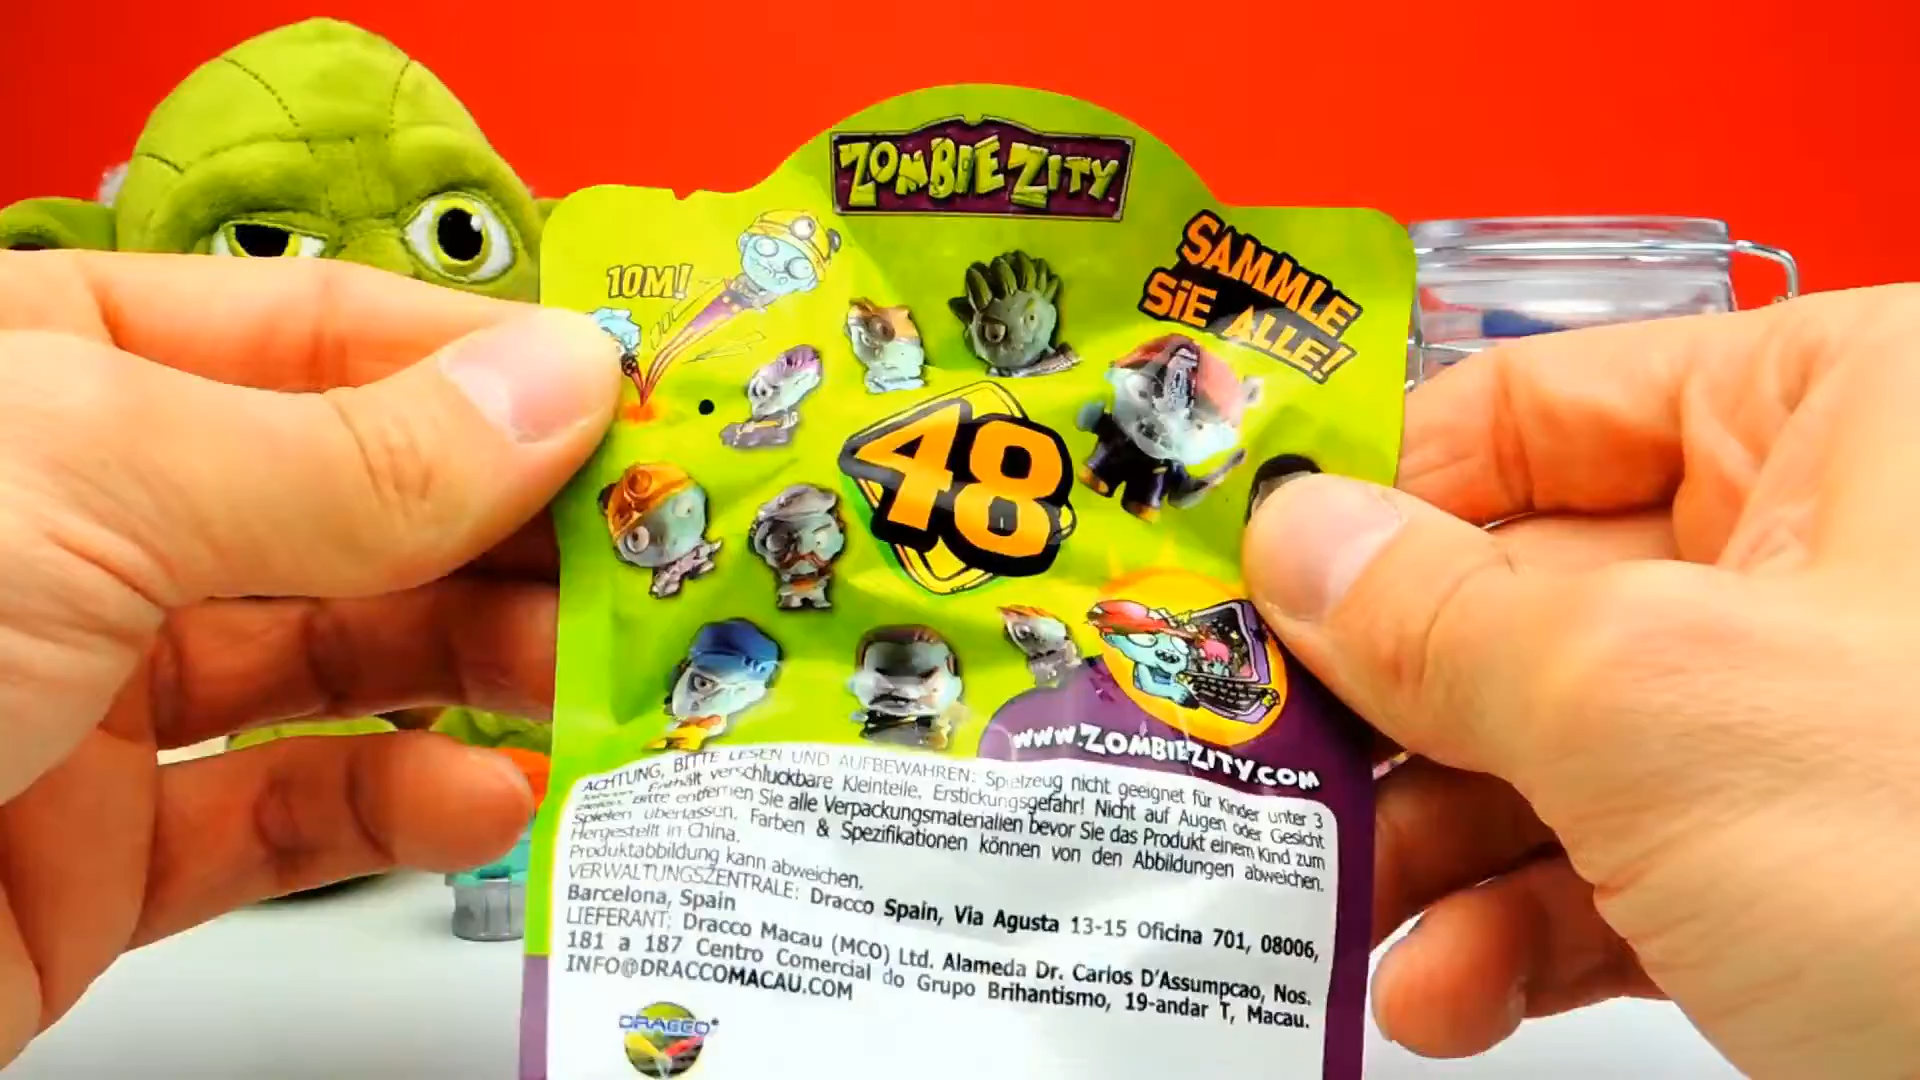 ZOMBIE ZITY
10M!
SAMMLE
SIE ALLE!
48
www.ZOMBIEZITY.COM
ACHTUNG, BITTE LESEN UND AUFBEWAHREN: Spielzeug nicht geeignet für Kinder unter 3
Enthält verschluckbare Kleinteile. Erstickungsgefahr! Nicht auf Augen oder Gesicht
Bitte entfernen Sie alle Verpackungsmaterialien bevor Sie das Produkt einem Kind zum
Spielen überlassen. Farben & Spezifikationen können von den Abbildungen abweichen.
Hergestellt in China.
Produktabbildung kann abweichen.
VERWALTUNGSZENTRALE: Dracco Spain, Via Agusta 13-15 Oficina 701, 08006,
Barcelona, Spain
LIEFERANT: Dracco Macau (MCO) Ltd. Alameda Dr. Carlos D'Assumpcao, Nos.
181 a 187 Centro Comercial do Grupo Brihantismo, 19-andar T, Macau.
INFO@DRACCOMACAU.COM
DRACCO